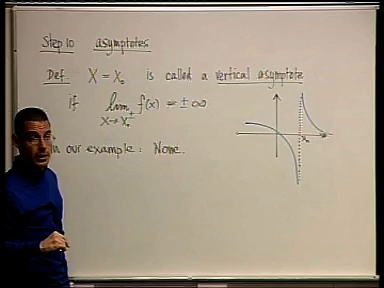 Step 10 asymptotes
Def. X = X₀ is called a vertical asymptote
if lim f(x) = ± ∞
X→X₀⁺
our example: None.
X₀